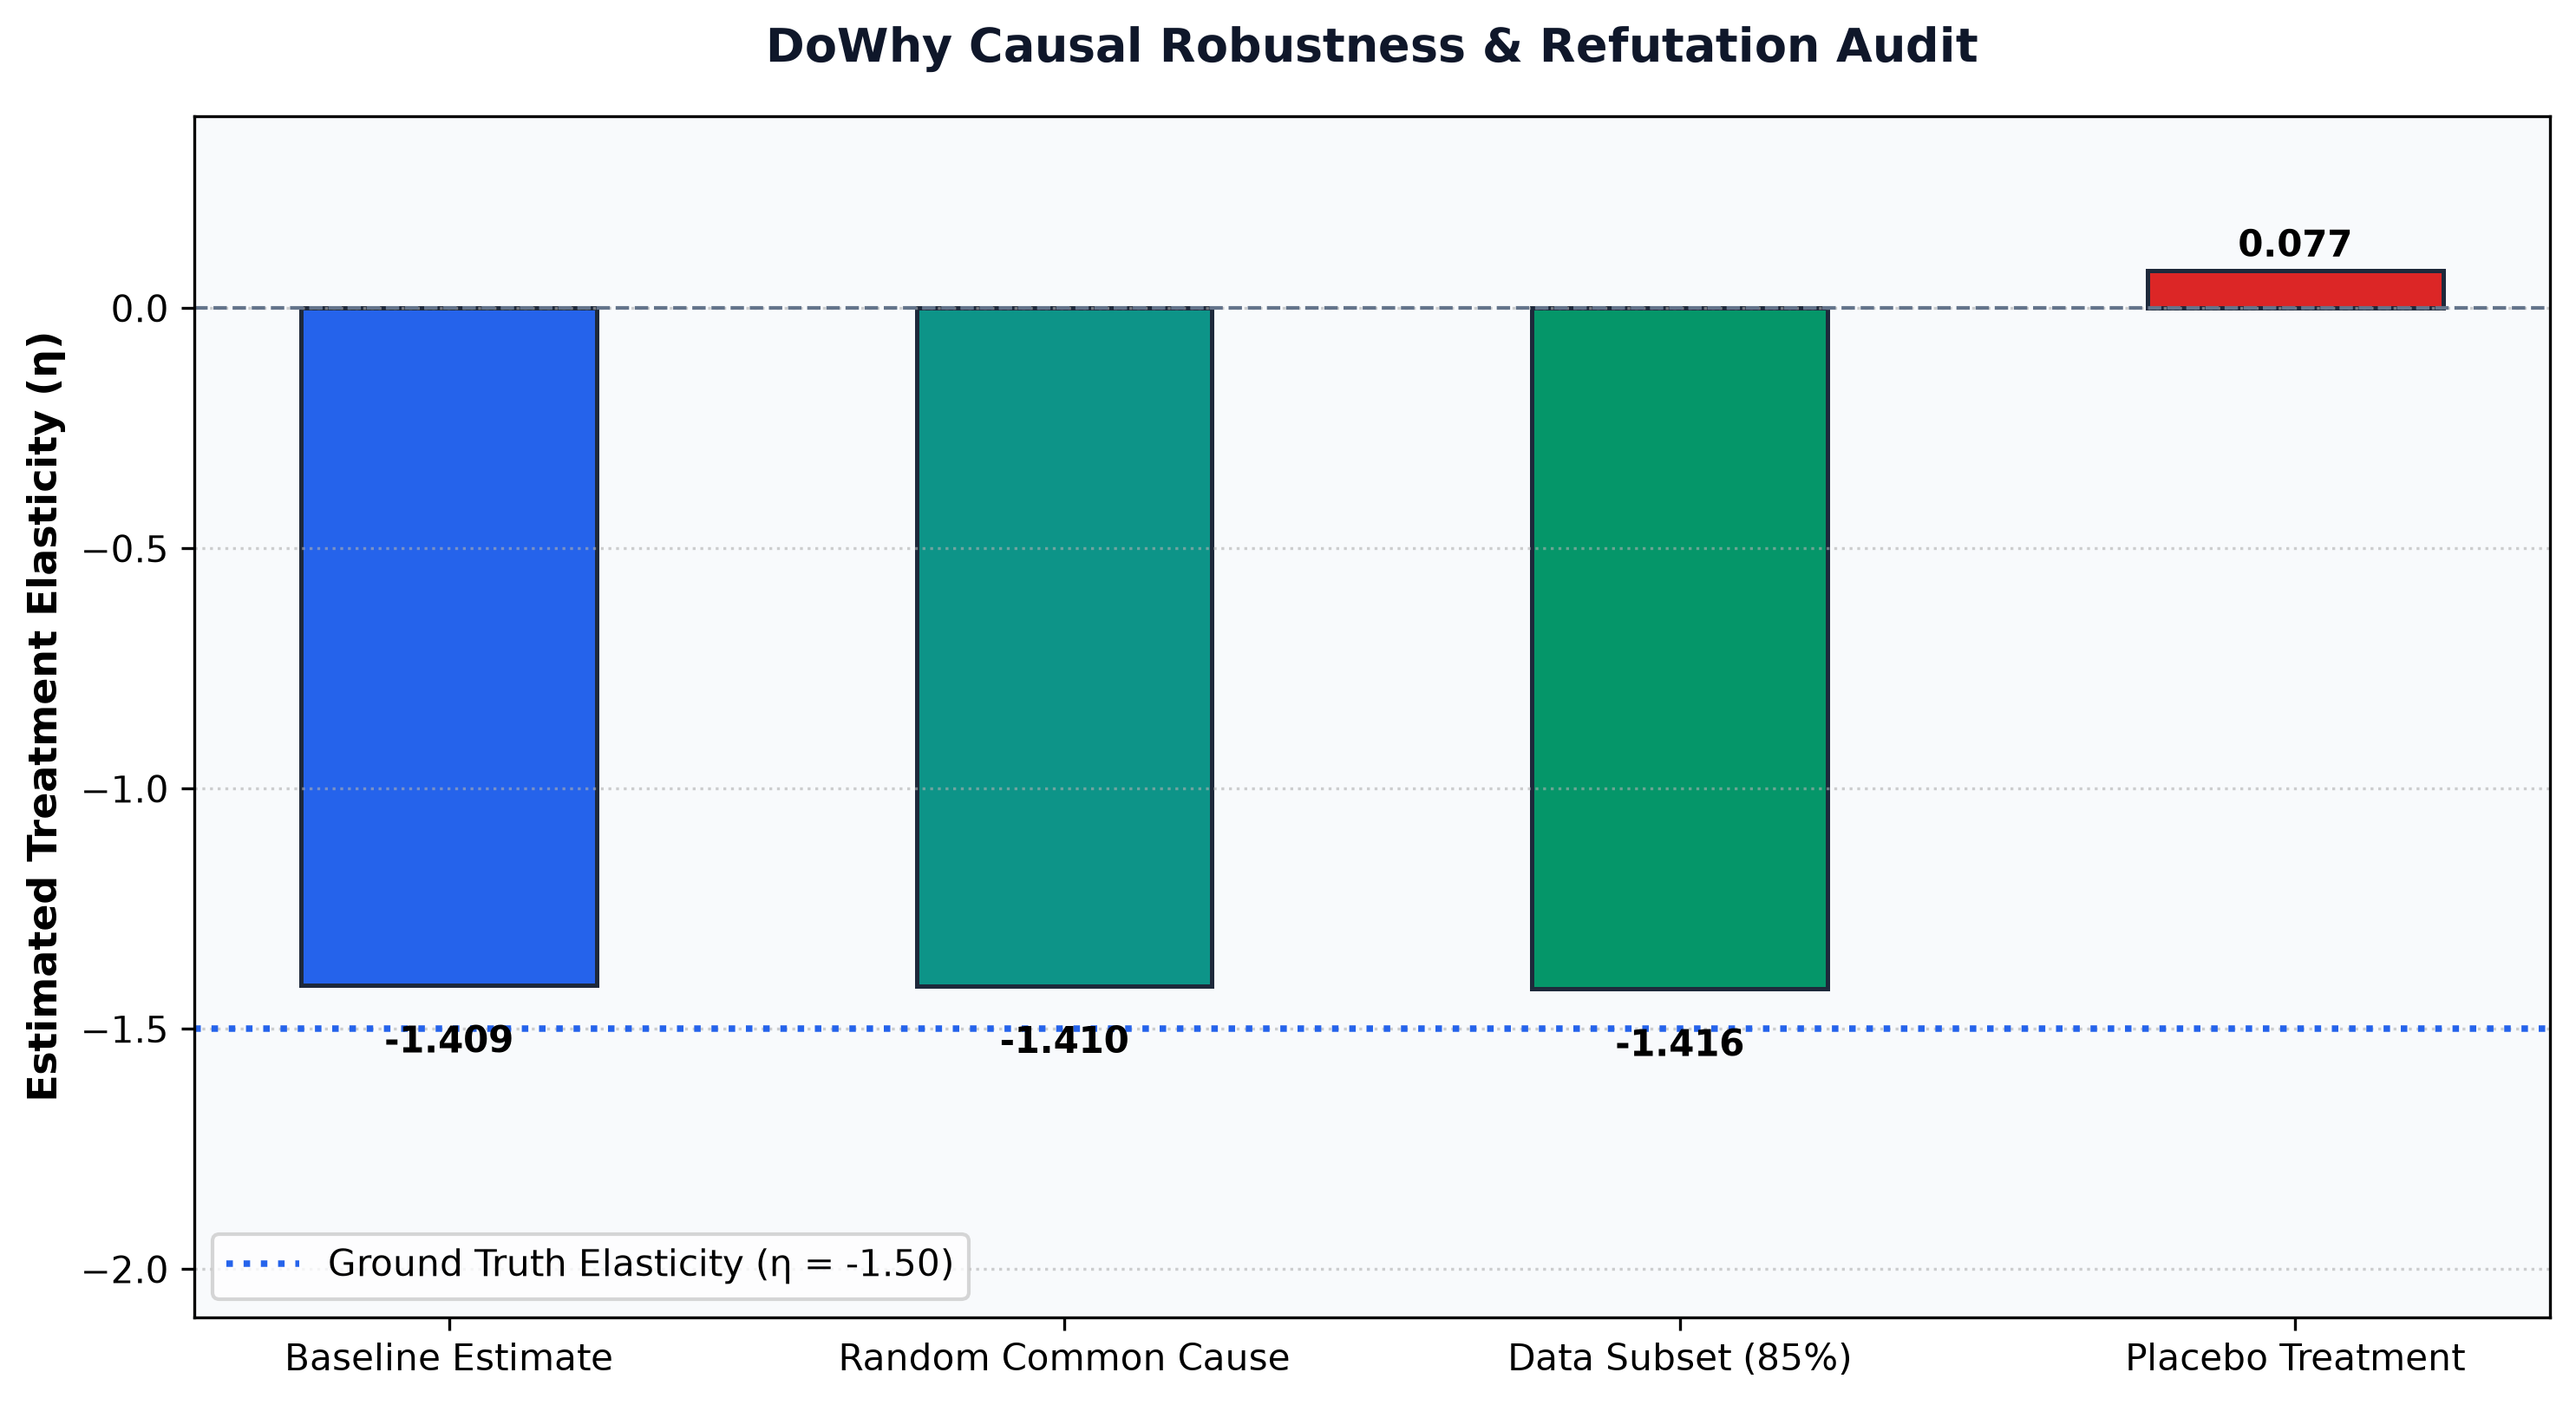 DoWhy Causal Robustness & Refutation Audit
Estimated Treatment Elasticity (η)
0.0
−0.5
−1.0
−1.5
−2.0
0.077
-1.409
-1.410
-1.416
Ground Truth Elasticity (η = -1.50)
Baseline Estimate
Random Common Cause
Data Subset (85%)
Placebo Treatment